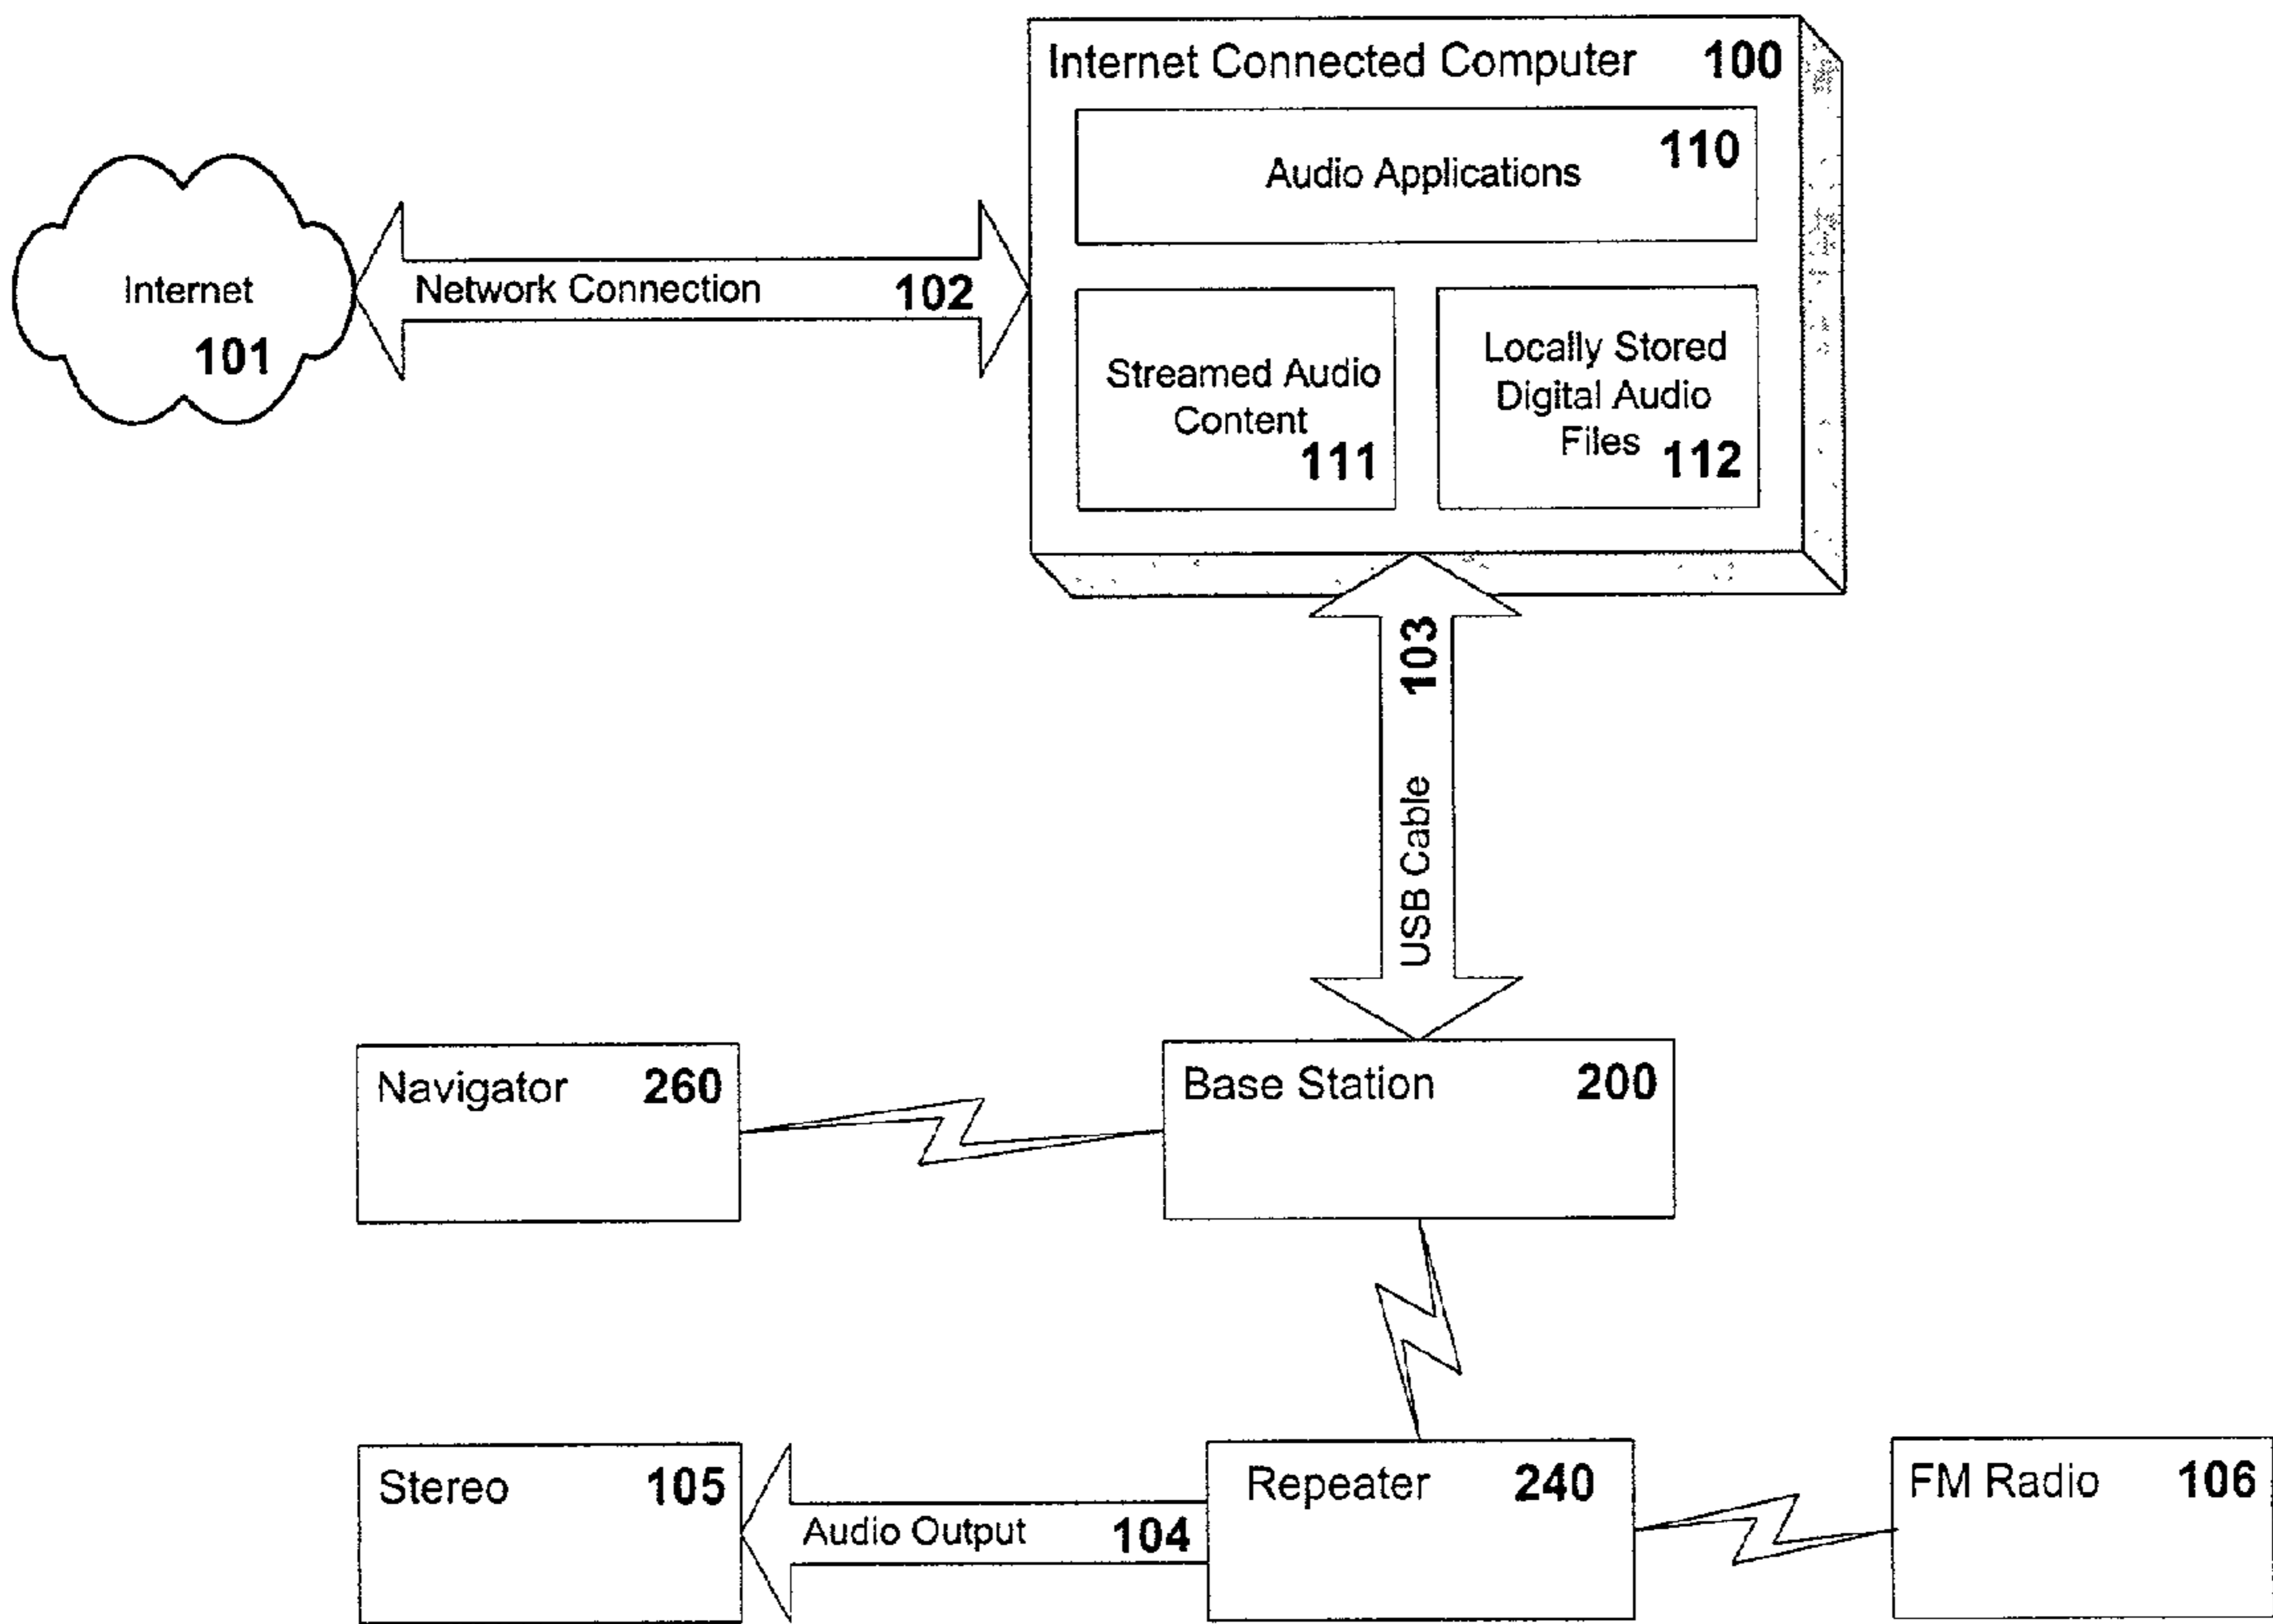 Internet Connected Computer 100
Audio Applications 110
Internet
101
Network Connection 102
Streamed Audio
Content
111
Locally Stored
Digital Audio
Files 112
USB Cable 103
Navigator 260
Base Station 200
Stereo 105
Audio Output 104
Repeater 240
FM Radio 106